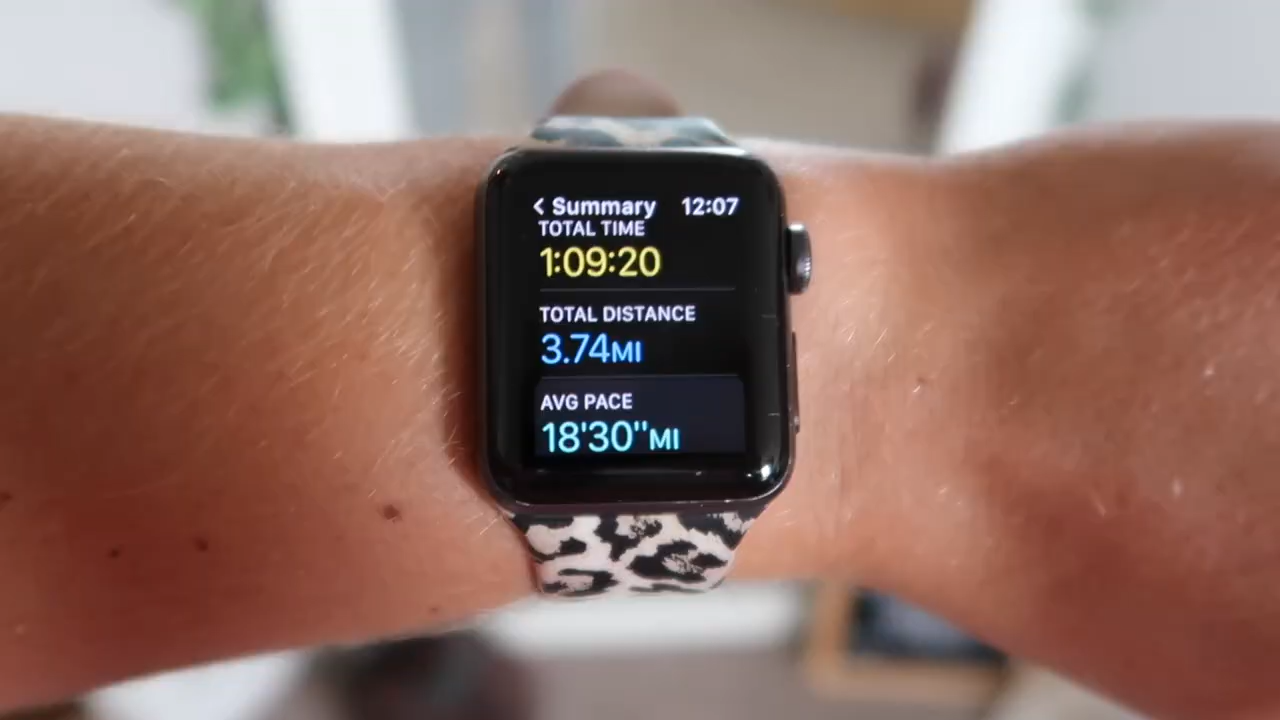 < Summary 12:07
TOTAL TIME
1:09:20
TOTAL DISTANCE
3.74MI
AVG PACE
18'30"MI